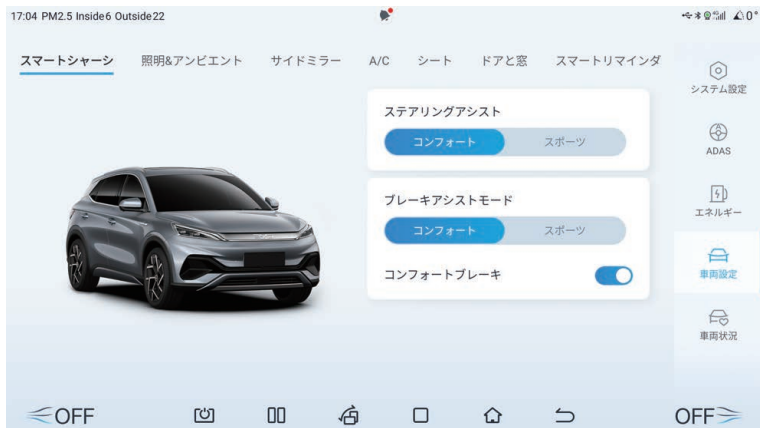 17:04 PM2.5 Inside6 Outside22
0°
スマートシャーシ 照明&アンビエント サイドミラー A/C シート ドアと窓 スマートリマインダ
システム設定
ステアリングアシスト
コンフォート スポーツ
ADAS
ブレーキアシストモード
エネルギー
コンフォート スポーツ
コンフォートブレーキ
車両設定
車両状況
OFF OFF